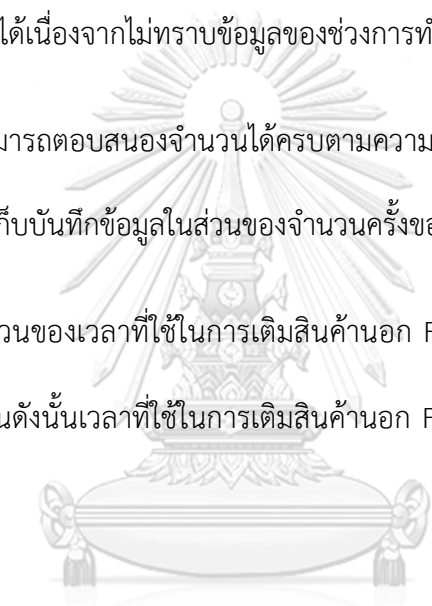 ได้เนื่องจากไม่ทราบข้อมูลของช่วงการทำ
มารถตอบสนองจำนวนได้ครบตามความ
ก็บบันทึกข้อมูลในส่วนของจำนวนครั้งขอ
วนของเวลาที่ใช้ในการเติมสินค้านอก F
นดังนั้นเวลาที่ใช้ในการเติมสินค้านอก F